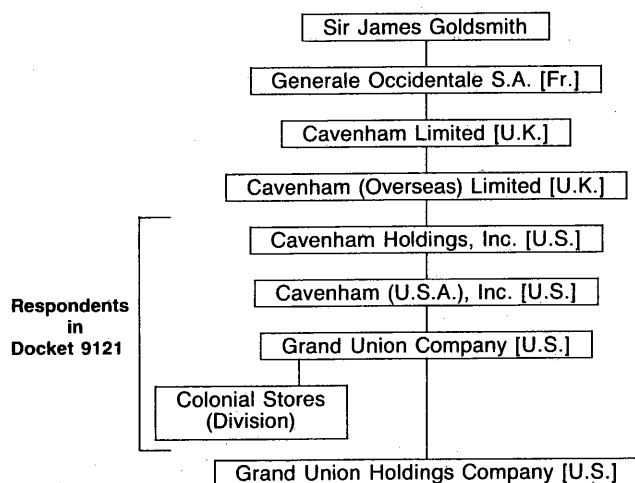 Sir James Goldsmith
Generale Occidentale S.A. [Fr.]
Cavenham Limited [U.K.]
Cavenham (Overseas) Limited [U.K.]
Cavenham Holdings, Inc. [U.S.]
Cavenham (U.S.A.), Inc. [U.S.]
Respondents
in
Docket 9121
Grand Union Company [U.S.]
Colonial Stores
(Division)
Grand Union Holdings Company [U.S.]